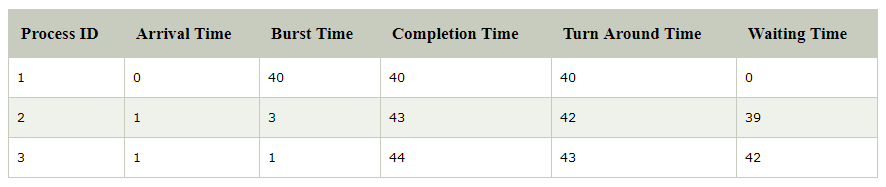 Process ID Arrival Time Burst Time Completion Time Turn Around Time Waiting Time
1 0 40 40 40 0
2 1 3 43 42 39
3 1 1 44 43 42